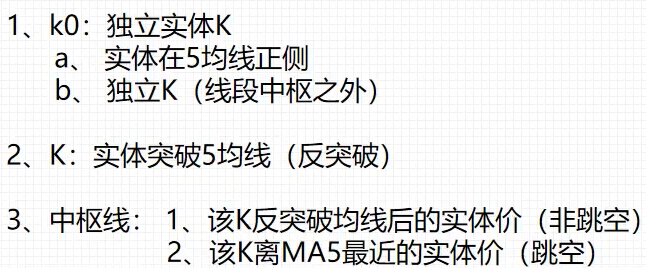 1、k0：独立实体K
a、 实体在5均线正侧
b、 独立K（线段中枢之外）
2、K：实体突破5均线（反突破）
3、中枢线： 1、该K反突破均线后的实体价（非跳空）
2、该K离MA5最近的实体价（跳空）